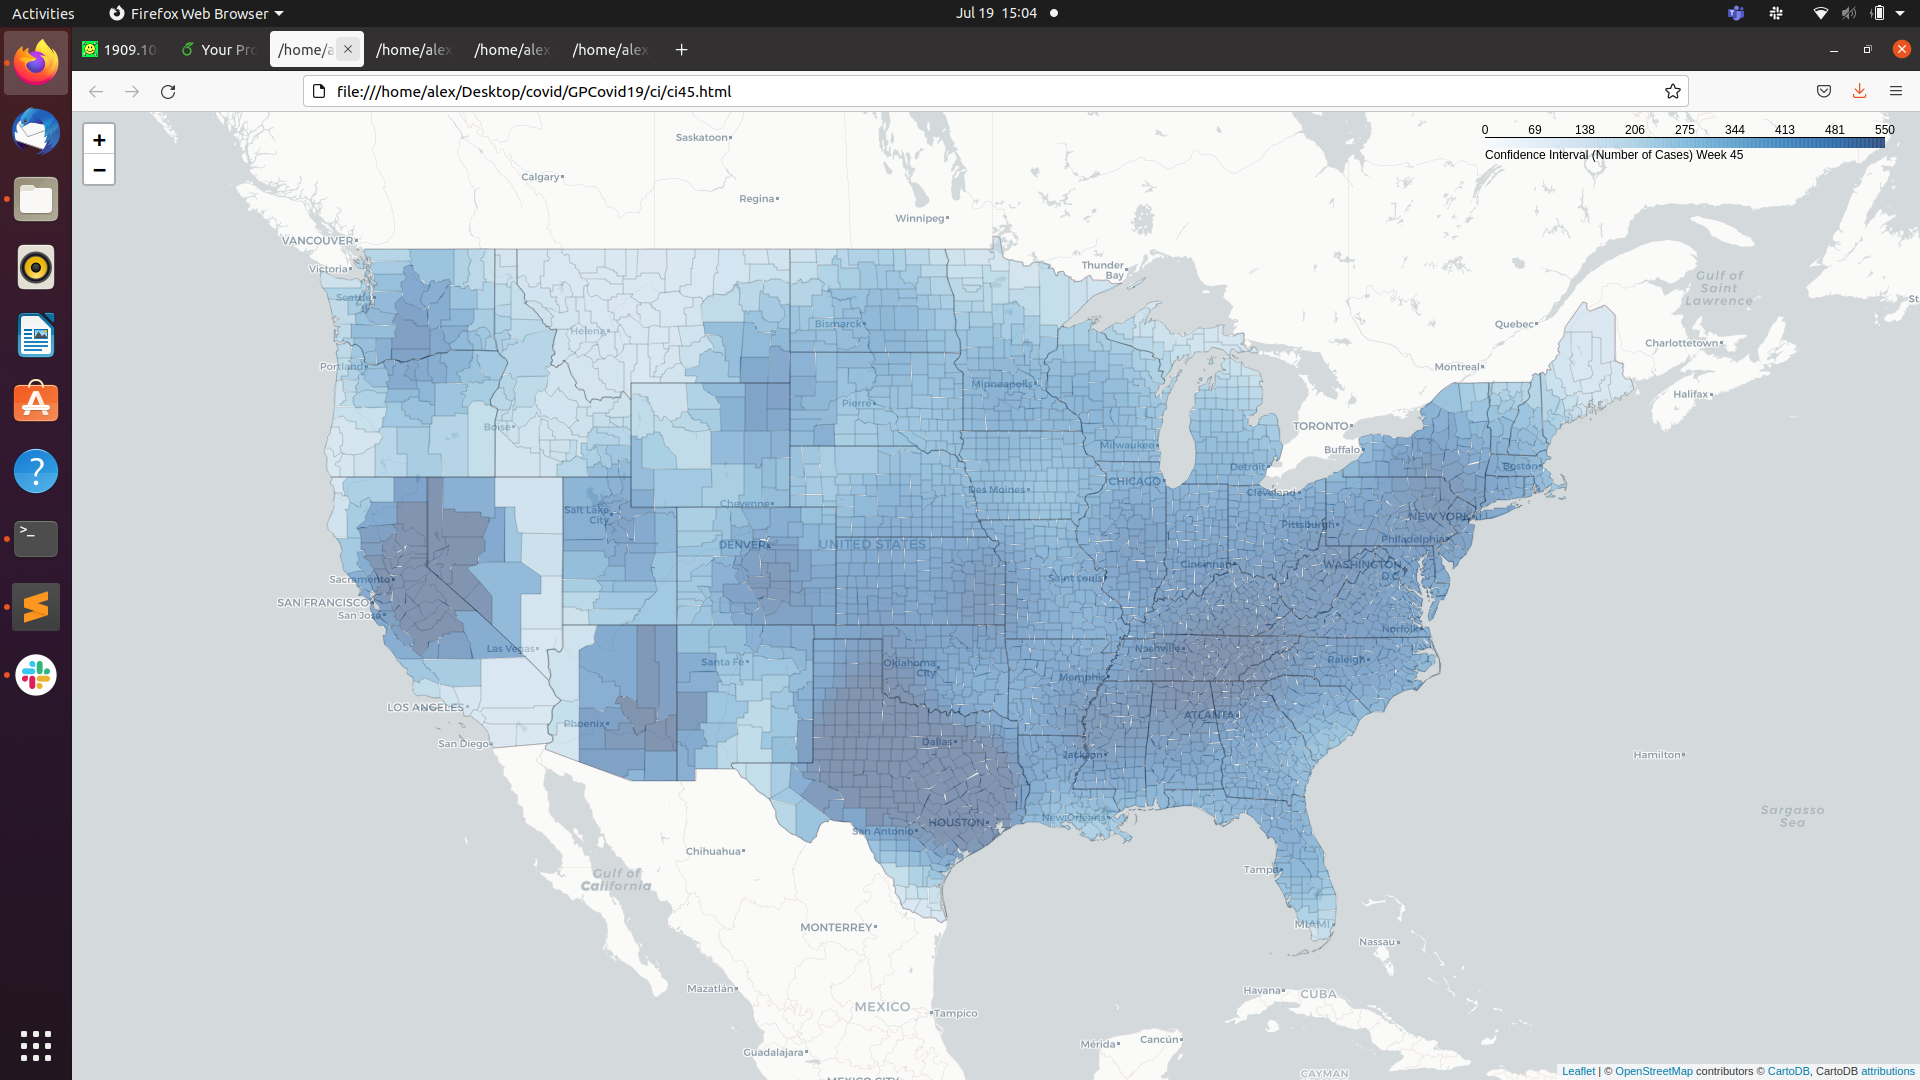 Activities
Firefox Web Browser
Jul 19 15:04
1909.10
Your Pr
/home/a
/home/alex
/home/alex
/home/alex
file:///home/alex/Desktop/covid/GPCovid19/ci/ci45.html
+
−
0 69 138 206 275 344 413 481 550
Confidence Interval (Number of Cases) Week 45
Saskatoon
Calgary
Regina
Winnipeg
VANCOUVER
Victoria
Thunder
Bay
Gulf of
Saint
Lawrence
St
Seattle
Helena
Bismarck
Quebec
Charlottetown
Portland
Montreal
Minneapolis
Halifax
Pierre
Boise
TORONTO
Milwaukee
Buffalo
Detroit
Boston
CHICAGO
Des Moines
Cleveland
Cheyenne
Salt Lake
City
NEW YORK
Pittsburgh
Philadelphia
DENVER
UNITED STATES
Cincinnati
WASHINGTON
D.C.
Sacramento
Saint Louis
SAN FRANCISCO
San Jose
Norfolk
Las Vegas
Nashville
Raleigh
Santa Fe
Oklahoma
City
Memphis
LOS ANGELES
Phoenix
ATLANTA
San Diego
Dallas
Jackson
Hamilton
New Orleans
HOUSTON
San Antonio
Sargasso
Sea
Chihuahua
Tampa
Gulf of
California
MONTERREY
MIAMI
Nassau
Mazatlán
Havana
CUBA
MEXICO
Tampico
Mérida
Cancún
Guadalajara
CAYMAN
MEXICO CITY
Leaflet | © OpenStreetMap contributors © CartoDB, CartoDB attributions